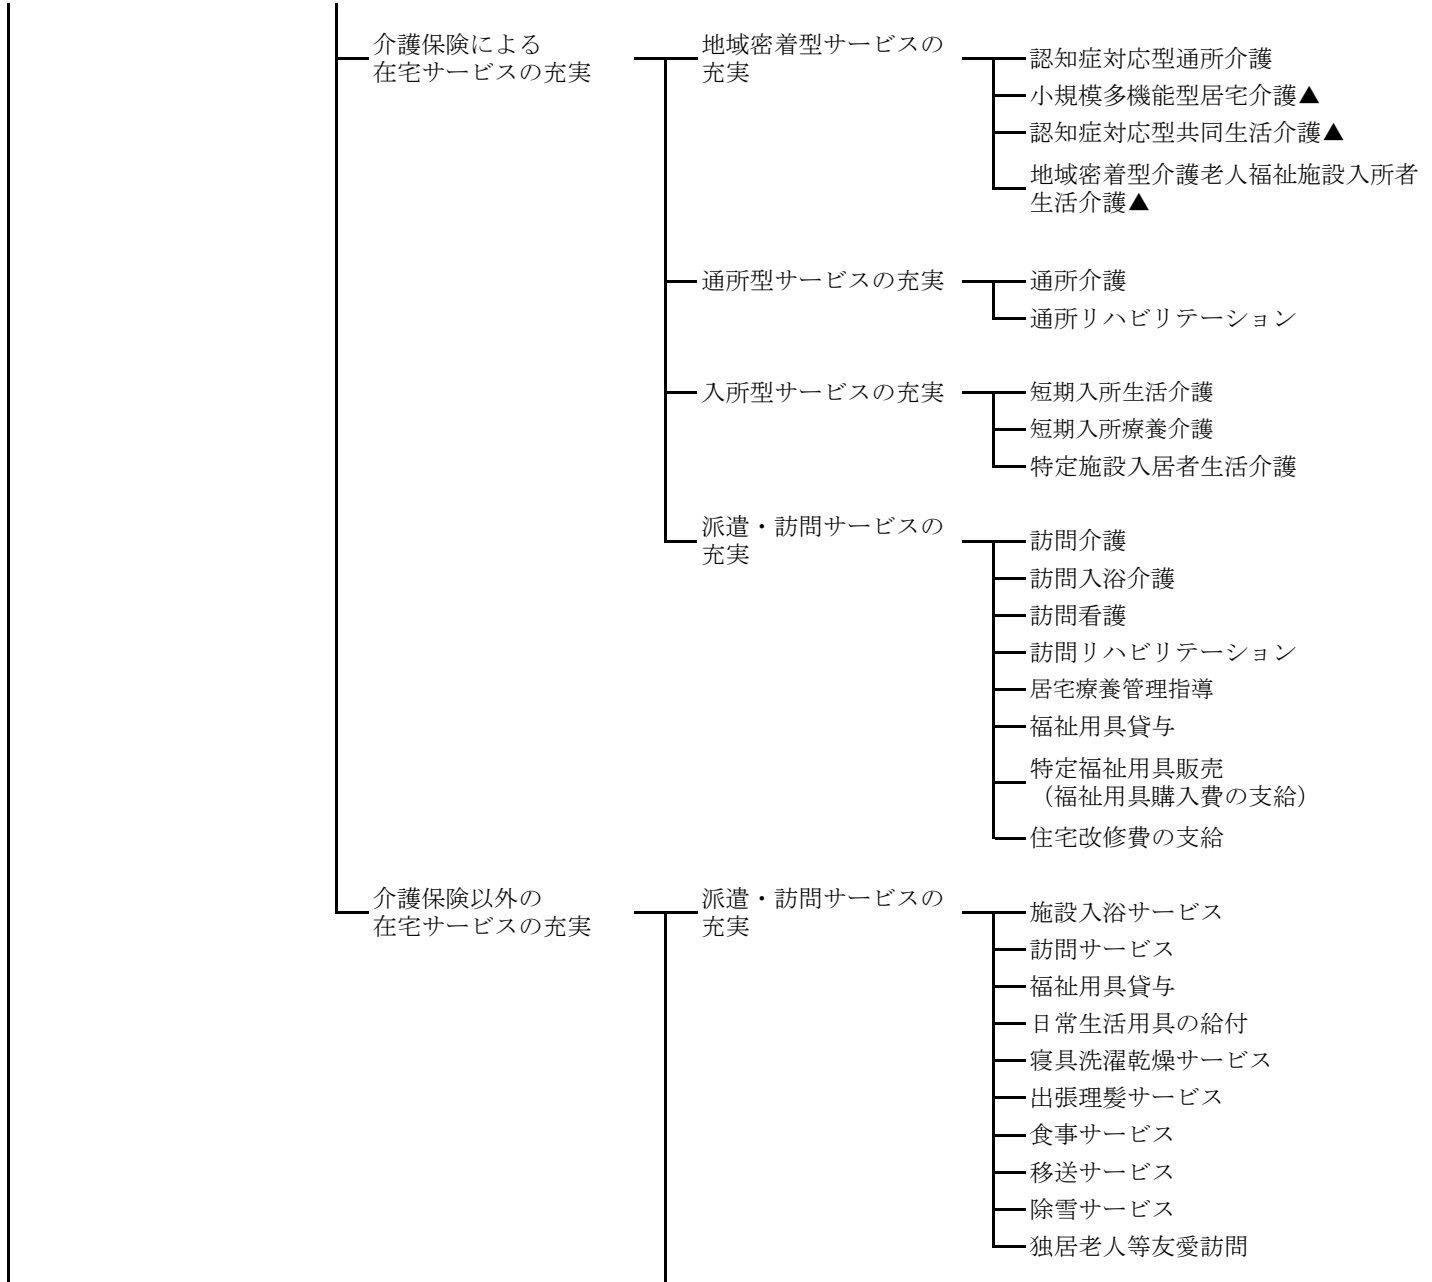 介護保険による
在宅サービスの充実
地域密着型サービスの
充実
認知症対応型通所介護
小規模多機能型居宅介護▲
認知症対応型共同生活介護▲
地域密着型介護老人福祉施設入所者
生活介護▲
通所型サービスの充実
通所介護
通所リハビリテーション
入所型サービスの充実
短期入所生活介護
短期入所療養介護
特定施設入居者生活介護
派遣・訪問サービスの
充実
訪問介護
訪問入浴介護
訪問看護
訪問リハビリテーション
居宅療養管理指導
福祉用具貸与
特定福祉用具販売
（福祉用具購入費の支給）
住宅改修費の支給
介護保険以外の
在宅サービスの充実
派遣・訪問サービスの
充実
施設入浴サービス
訪問サービス
福祉用具貸与
日常生活用具の給付
寝具洗濯乾燥サービス
出張理髪サービス
食事サービス
移送サービス
除雪サービス
独居老人等友愛訪問